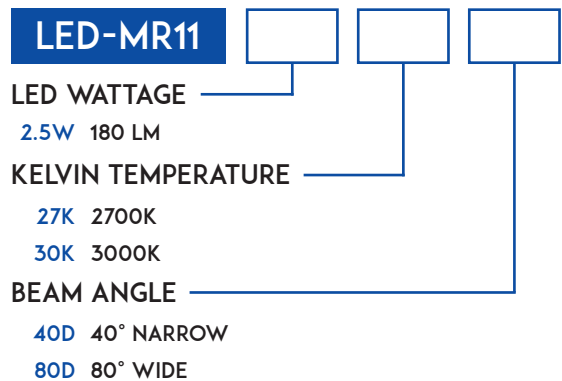 LED-MR11
LED WATTAGE
2.5W 180 LM
KELVIN TEMPERATURE
27K 2700K
30K 3000K
BEAM ANGLE
40D 40° NARROW
80D 80° WIDE